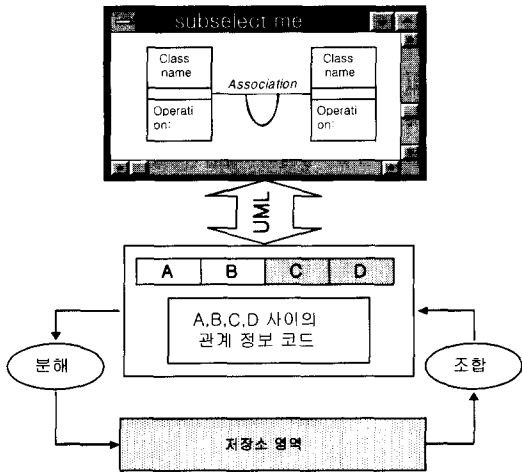 subselect me
Class
name
Operati
on:
Association
Class
name
Operati
on:
UML
A B C D
A,B,C,D 사이의
관계 정보 코드
분해
조합
저장소 영역